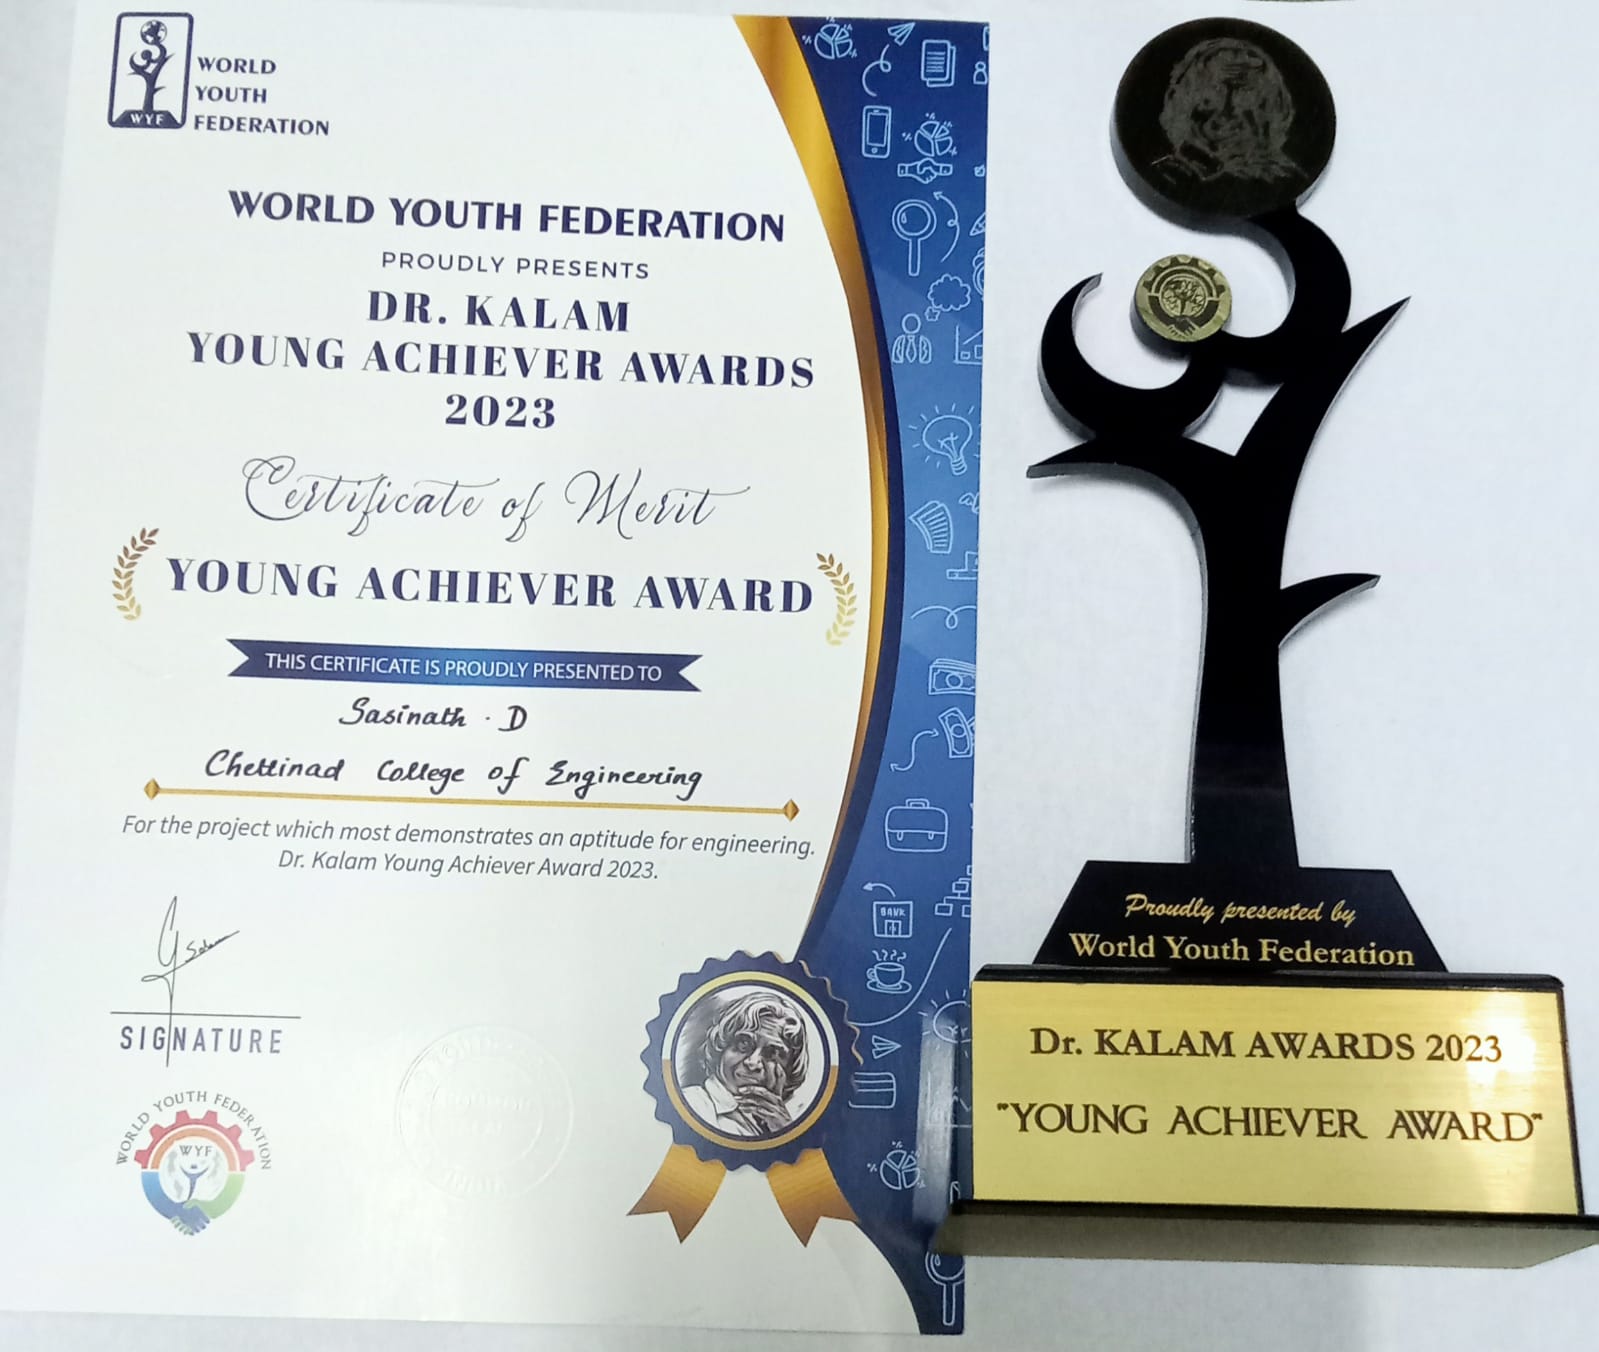 WORLD
YOUTH
FEDERATION
WYF
WORLD YOUTH FEDERATION
PROUDLY PRESENTS
DR. KALAM
YOUNG ACHIEVER AWARDS
2023
Certificate of Merit
YOUNG ACHIEVER AWARD
THIS CERTIFICATE IS PROUDLY PRESENTED TO
Sasinath . D
Chettinad College of Engineering
For the project which most demonstrates an aptitude for engineering.
Dr. Kalam Young Achiever Award 2023.
SIGNATURE
WORLD YOUTH FEDERATION
WYF
BANK
Proudly presented by
World Youth Federation
Dr. KALAM AWARDS 2023
"YOUNG ACHIEVER AWARD"